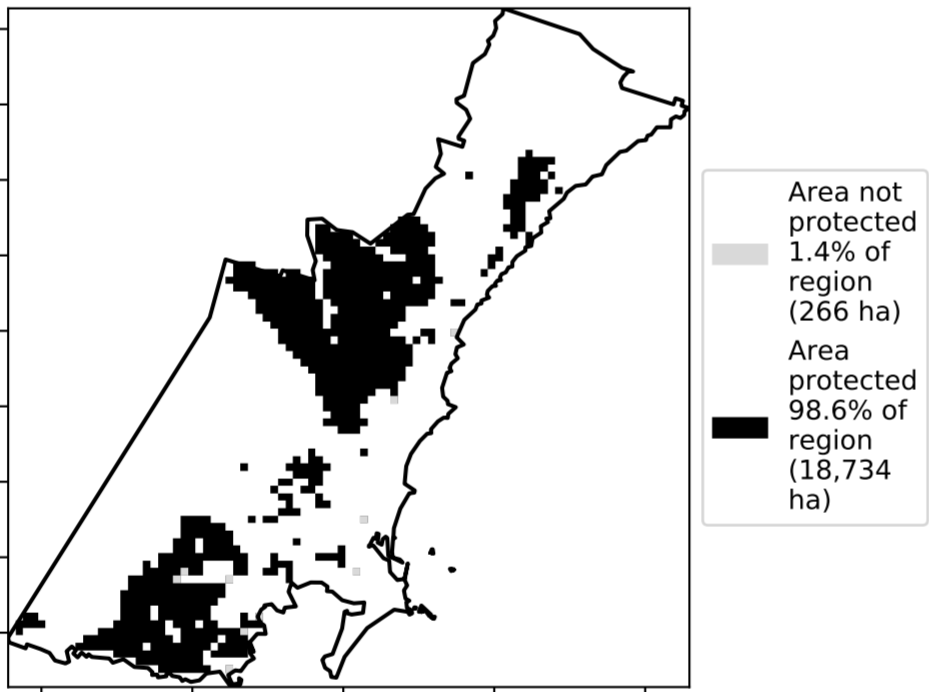 Area not
protected
1.4% of
region
(266 ha)
Area
protected
98.6% of
region
(18,734
ha)